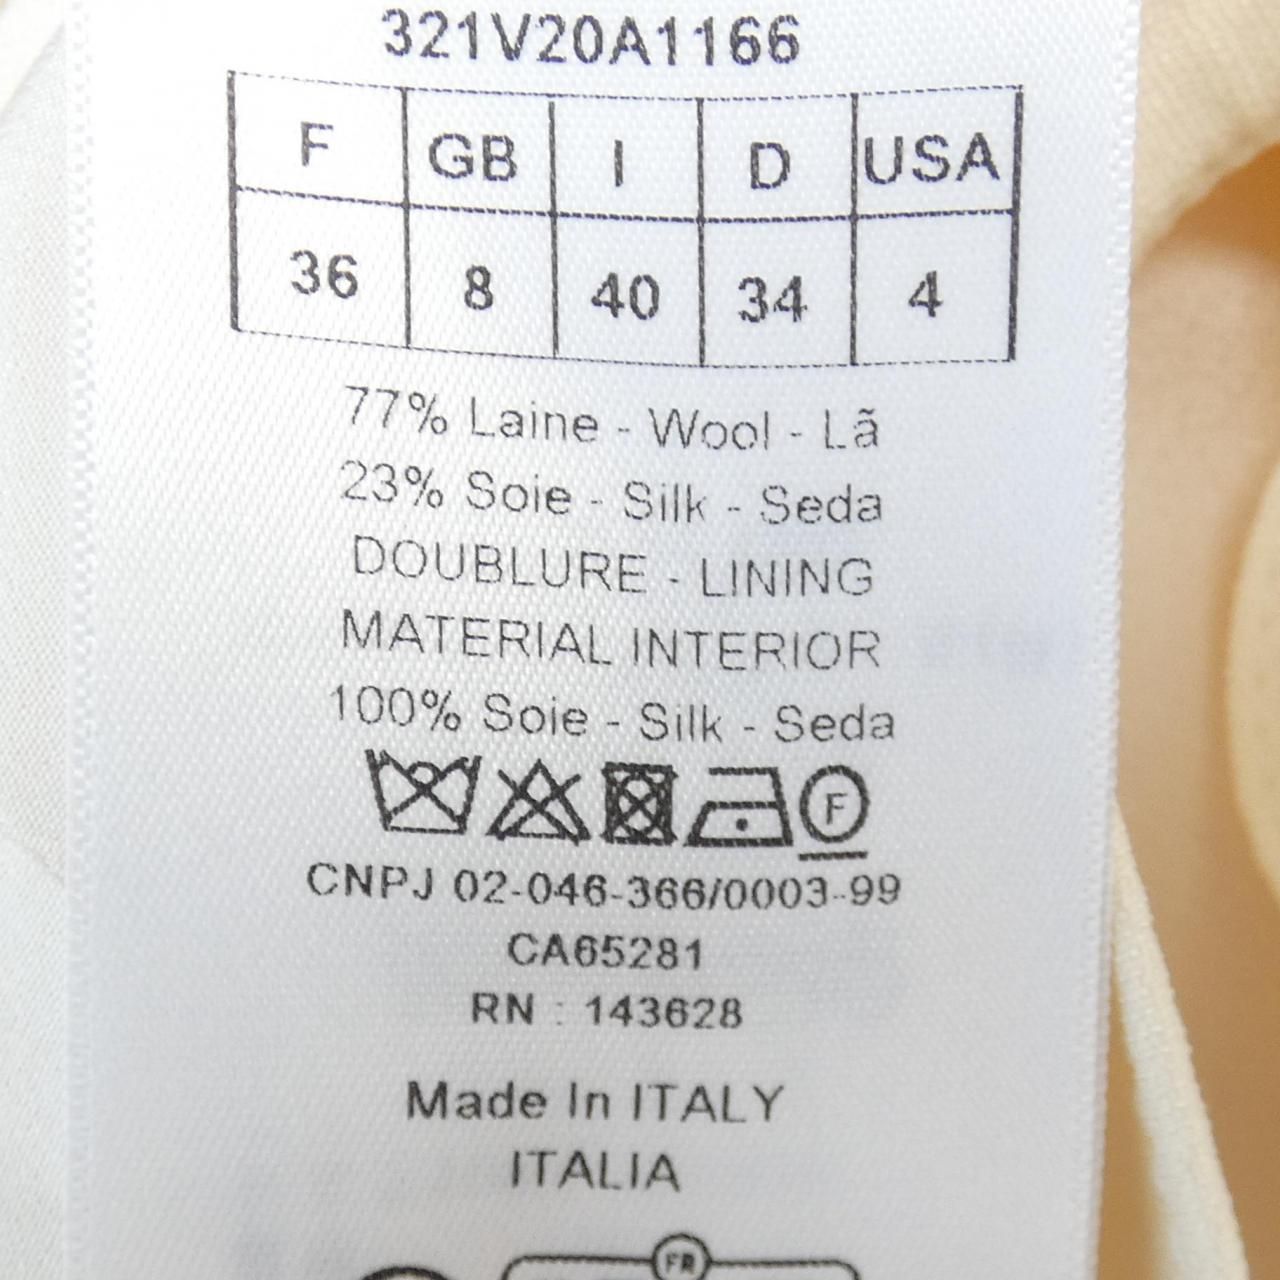 321V20A1166
F GB I D USA
36 8 40 34 4
77% Laine - Wool - Lã
23% Soie - Silk - Seda
DOUBLURE - LINING
MATERIAL INTERIOR
100% Soie - Silk - Seda
F
CNPJ 02-046-366/0003-99
CA65281
RN : 143628
Made In ITALY
ITALIA
FR